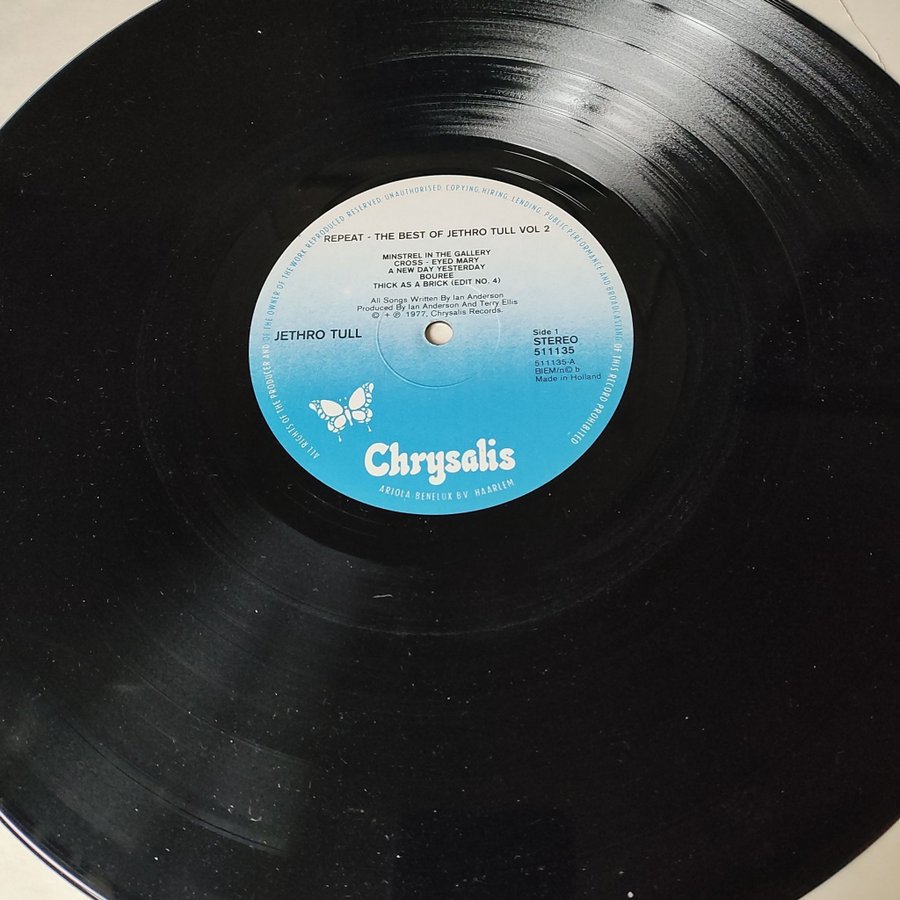 ALL RIGHTS OF THE PRODUCER AND OF THE OWNER OF THE WORK REPRODUCED RESERVED. UNAUTHORISED COPYING, HIRING, LENDING, PUBLIC PERFORMANCE AND BROADCASTING OF THIS RECORD PROHIBITED
REPEAT - THE BEST OF JETHRO TULL VOL 2
MINSTREL IN THE GALLERY
CROSS - EYED MARY
A NEW DAY YESTERDAY
BOUREE
THICK AS A BRICK (EDIT NO. 4)
All Songs Written By Ian Anderson
Produced By Ian Anderson And Terry Ellis
© + ℗ 1977, Chrysalis Records.
JETHRO TULL
Side 1
STEREO
511135
511135-A
BIEM/n© b
Made in Holland
Chrysalis
ARIOLA BENELUX BV HAARLEM